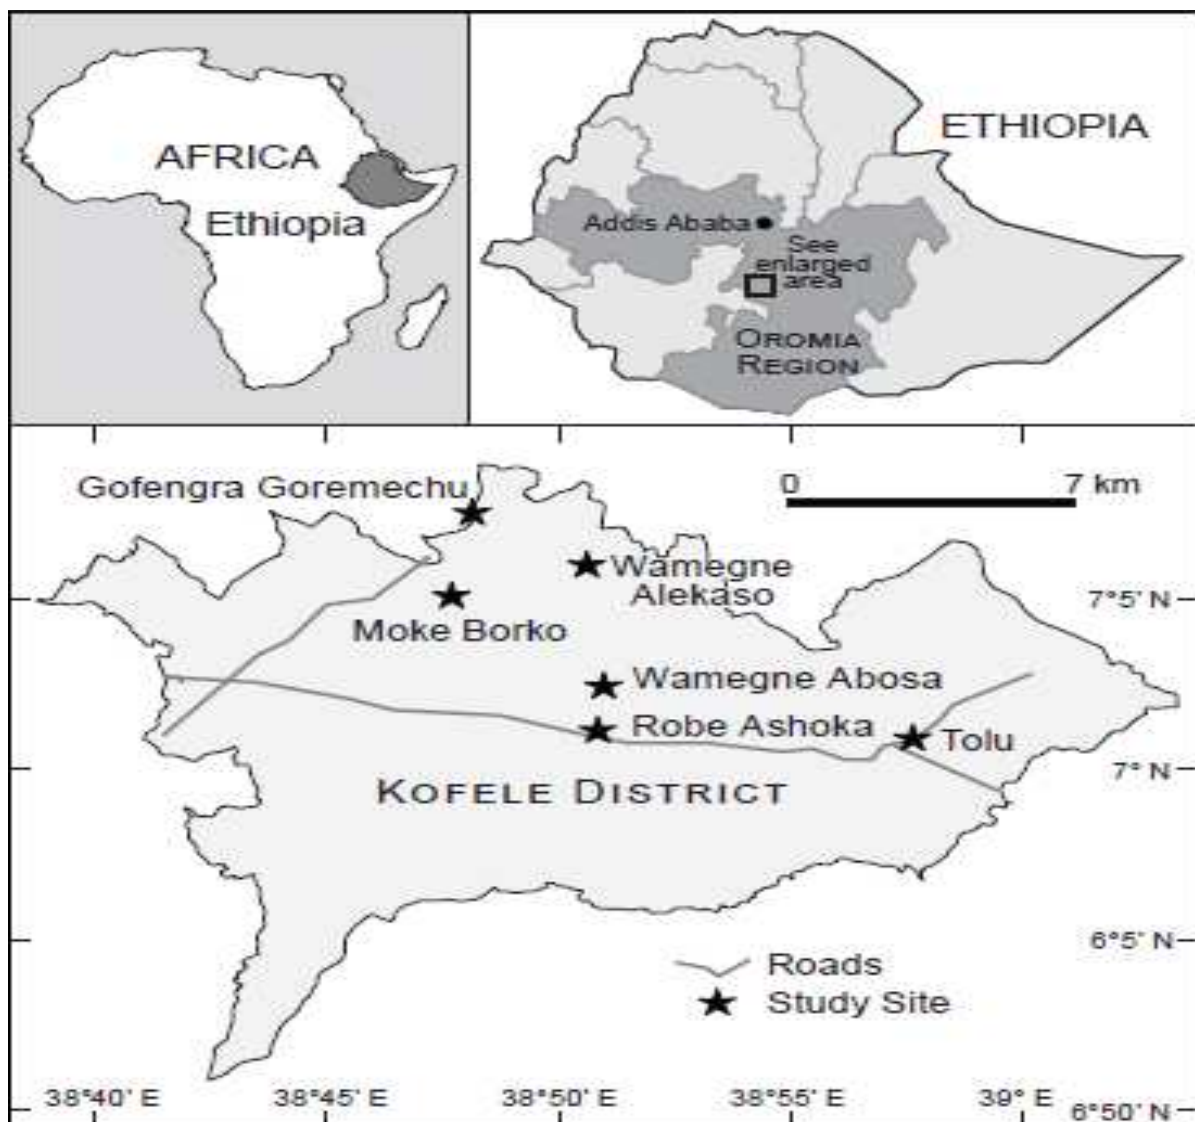 AFRICA
Ethiopia
ETHIOPIA
Addis Ababa
See
enlarged
area
OROMIA
REGION
Gofengra Goremechu
0 7 km
Wamegne
Alekaso
7°5' N
Moke Borko
Wamegne Abosa
Robe Ashoka
Tolu
7° N
KOFELE DISTRICT
6°5' N
Roads
Study Site
38°40' E 38°45' E 38°50' E 38°55' E 39° E 6°50' N